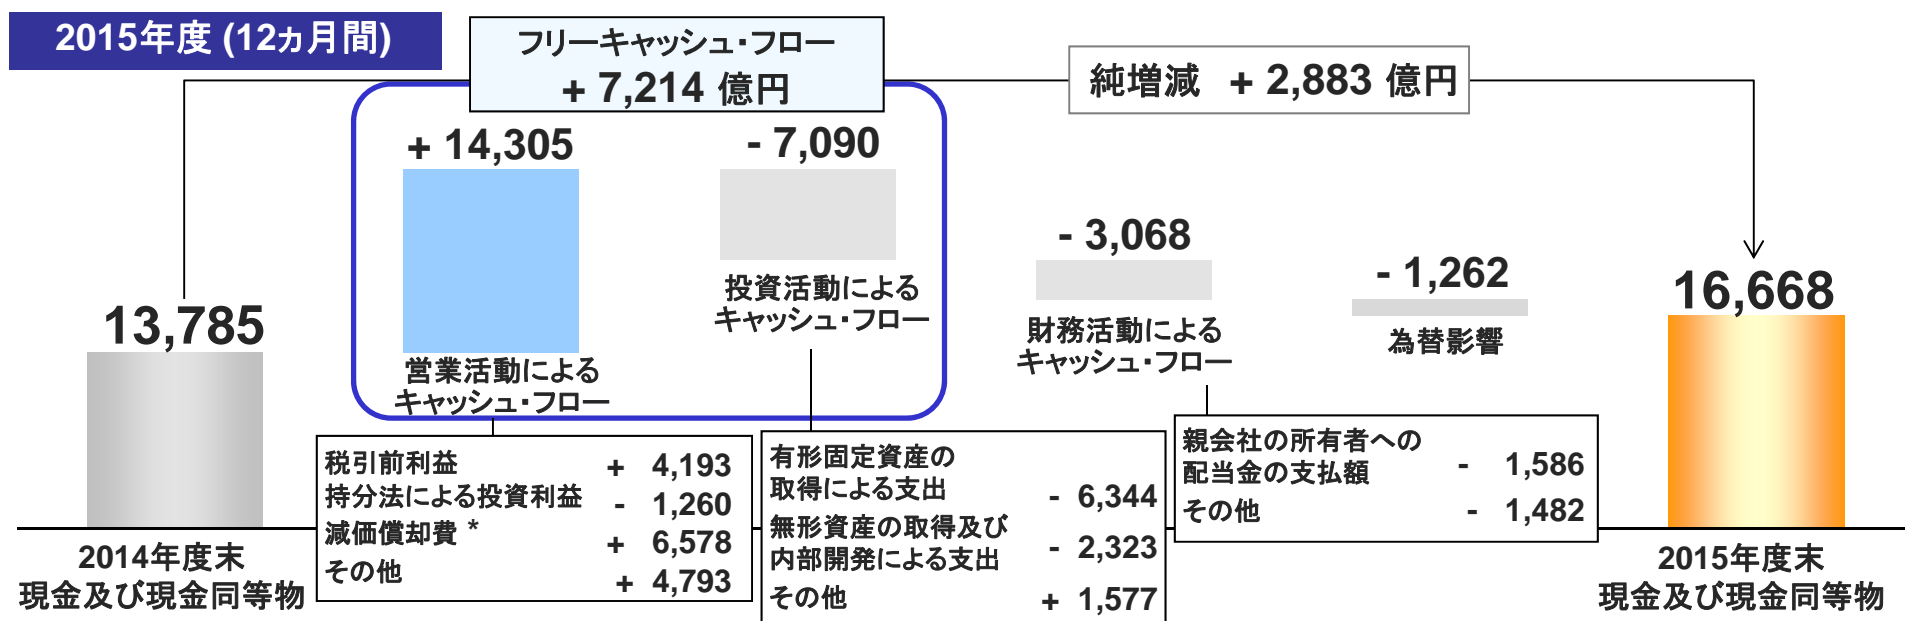 2015年度 (12ヵ月間)
フリーキャッシュ・フロー
+ 7,214 億円
純増減 + 2,883 億円
+ 14,305
- 7,090
- 3,068
- 1,262
13,785
16,668
営業活動による
キャッシュ・フロー
投資活動による
キャッシュ・フロー
財務活動による
キャッシュ・フロー
為替影響
税引前利益 + 4,193
持分法による投資利益 - 1,260
減価償却費 * + 6,578
その他 + 4,793
有形固定資産の
取得による支出 - 6,344
無形資産の取得及び
内部開発による支出 - 2,323
その他 + 1,577
親会社の所有者への
配当金の支払額 - 1,586
その他 - 1,482
2014年度末
現金及び現金同等物
2015年度末
現金及び現金同等物